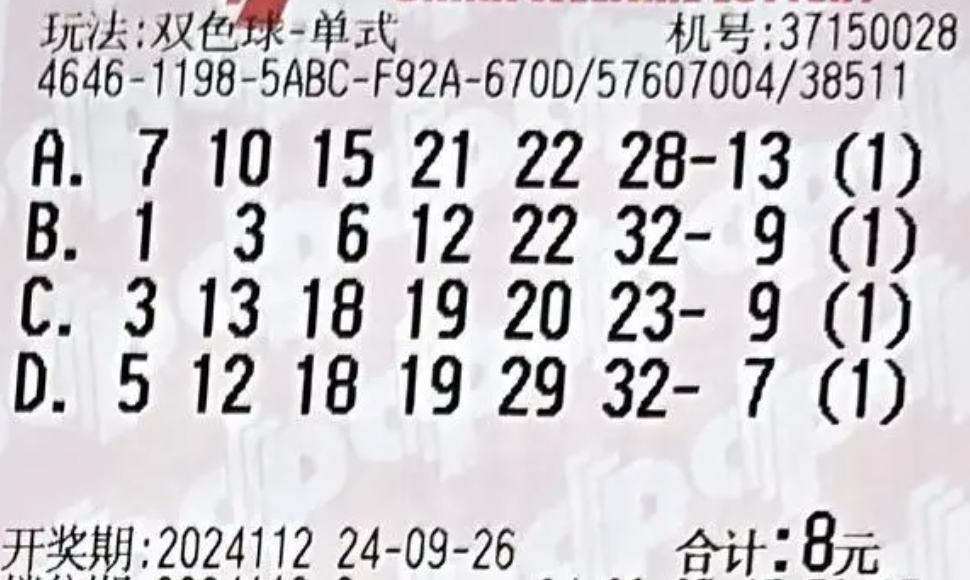 玩法:双色球-单式 机号:37150028
4646-1198-5ABC-F92A-670D/57607004/38511
A. 7 10 15 21 22 28-13 (1)
B. 1 3 6 12 22 32- 9 (1)
C. 3 13 18 19 20 23- 9 (1)
D. 5 12 18 19 29 32- 7 (1)
开奖期:2024112 24-09-26 合计:8元